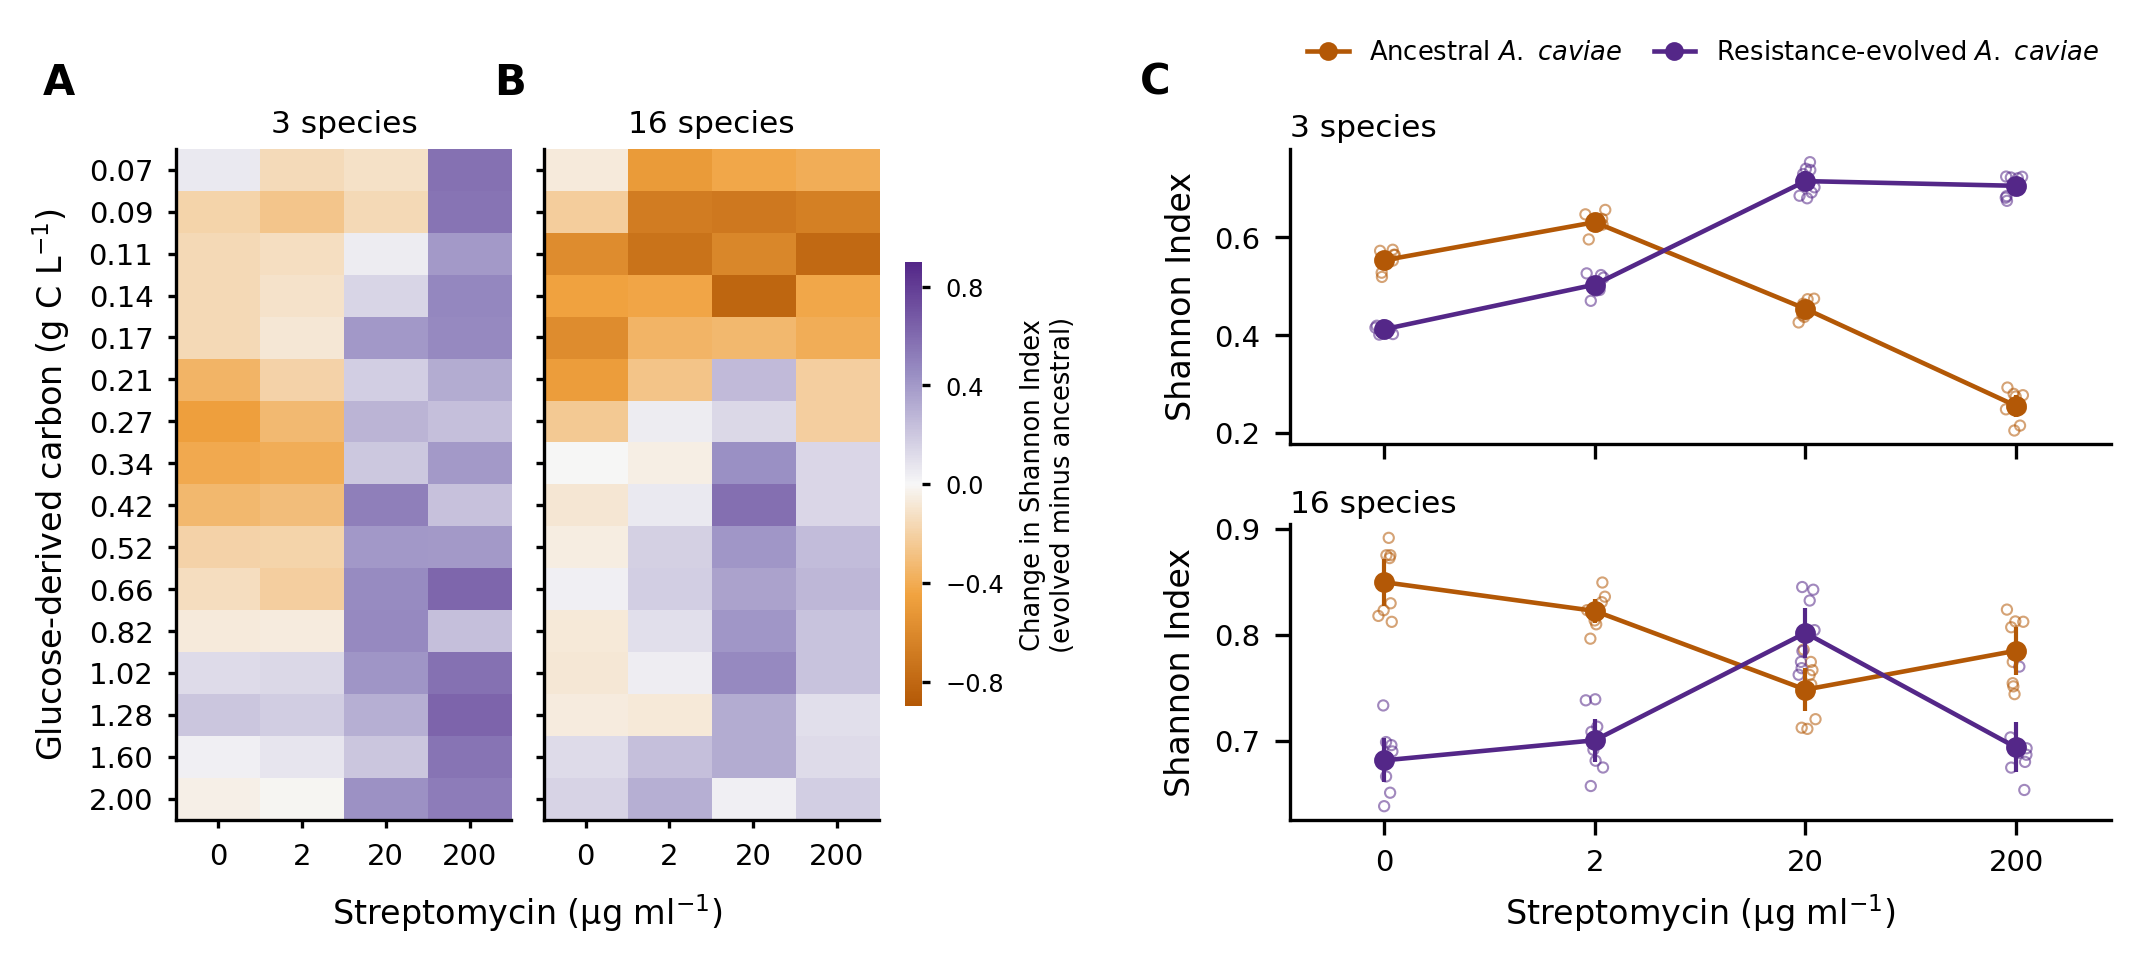 A
3 species
Glucose-derived carbon (g C L⁻¹)
0.07
0.09
0.11
0.14
0.17
0.21
0.27
0.34
0.42
0.52
0.66
0.82
1.02
1.28
1.60
2.00
0 2 20 200
B
16 species
0 2 20 200
Streptomycin (µg ml⁻¹)
0.8
0.4
0.0
−0.4
−0.8
Change in Shannon Index
(evolved minus ancestral)
C
Ancestral A. caviae
Resistance-evolved A. caviae
3 species
Shannon Index
0.6
0.4
0.2
16 species
Shannon Index
0.9
0.8
0.7
0 2 20 200
Streptomycin (µg ml⁻¹)